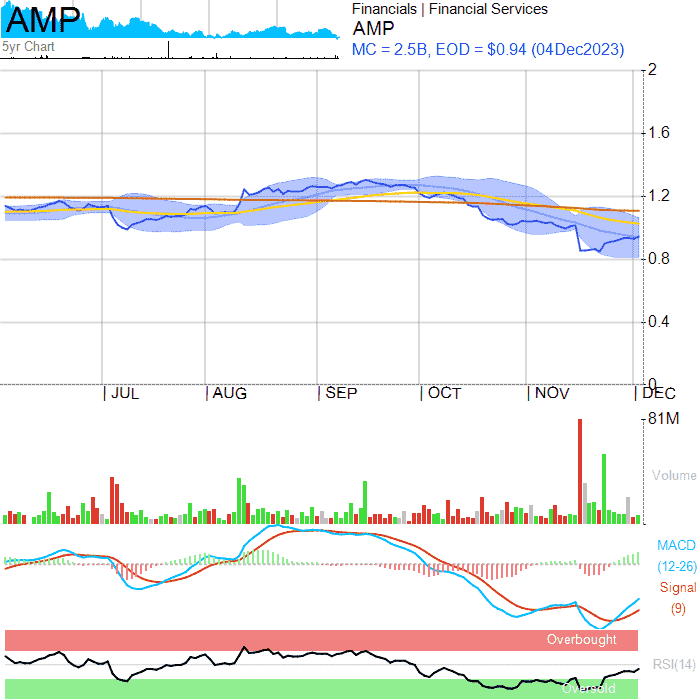 AMP
5yr Chart
Financials | Financial Services
AMP
MC = 2.5B, EOD = $0.94 (04Dec2023)
2
1.6
1.2
0.8
0.4
0
JUL
AUG
SEP
OCT
NOV
DEC
81M
Volume
MACD
(12-26)
Signal
(9)
Overbought
RSI(14)
Oversold